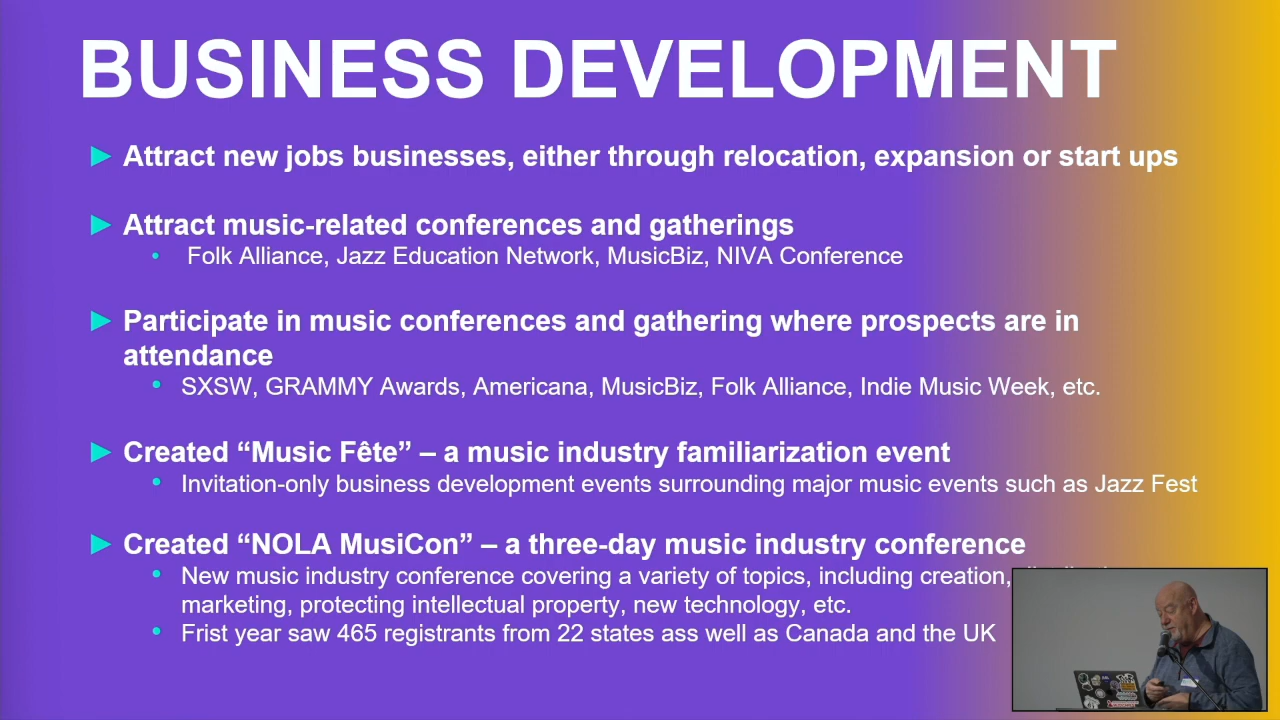 BUSINESS DEVELOPMENT
Attract new jobs businesses, either through relocation, expansion or start ups
Attract music-related conferences and gatherings
Folk Alliance, Jazz Education Network, MusicBiz, NIVA Conference
Participate in music conferences and gathering where prospects are in
attendance
SXSW, GRAMMY Awards, Americana, MusicBiz, Folk Alliance, Indie Music Week, etc.
Created “Music Fête” – a music industry familiarization event
Invitation-only business development events surrounding major music events such as Jazz Fest
Created “NOLA MusiCon” – a three-day music industry conference
New music industry conference covering a variety of topics, including creation,
marketing, protecting intellectual property, new technology, etc.
Frist year saw 465 registrants from 22 states ass well as Canada and the UK